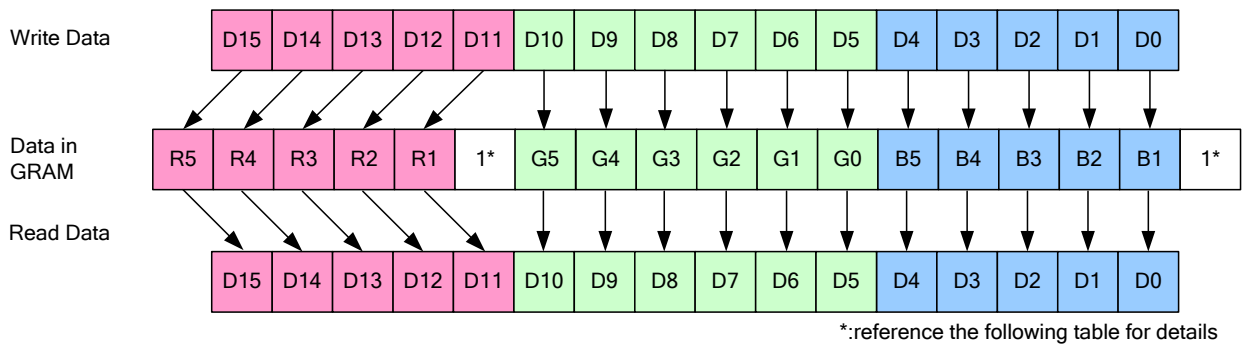 Write Data D15 D14 D13 D12 D11 D10 D9 D8 D7 D6 D5 D4 D3 D2 D1 D0
Data in
GRAM
R5 R4 R3 R2 R1 1* G5 G4 G3 G2 G1 G0 B5 B4 B3 B2 B1 1*
Read Data
D15 D14 D13 D12 D11 D10 D9 D8 D7 D6 D5 D4 D3 D2 D1 D0
*:reference the following table for details